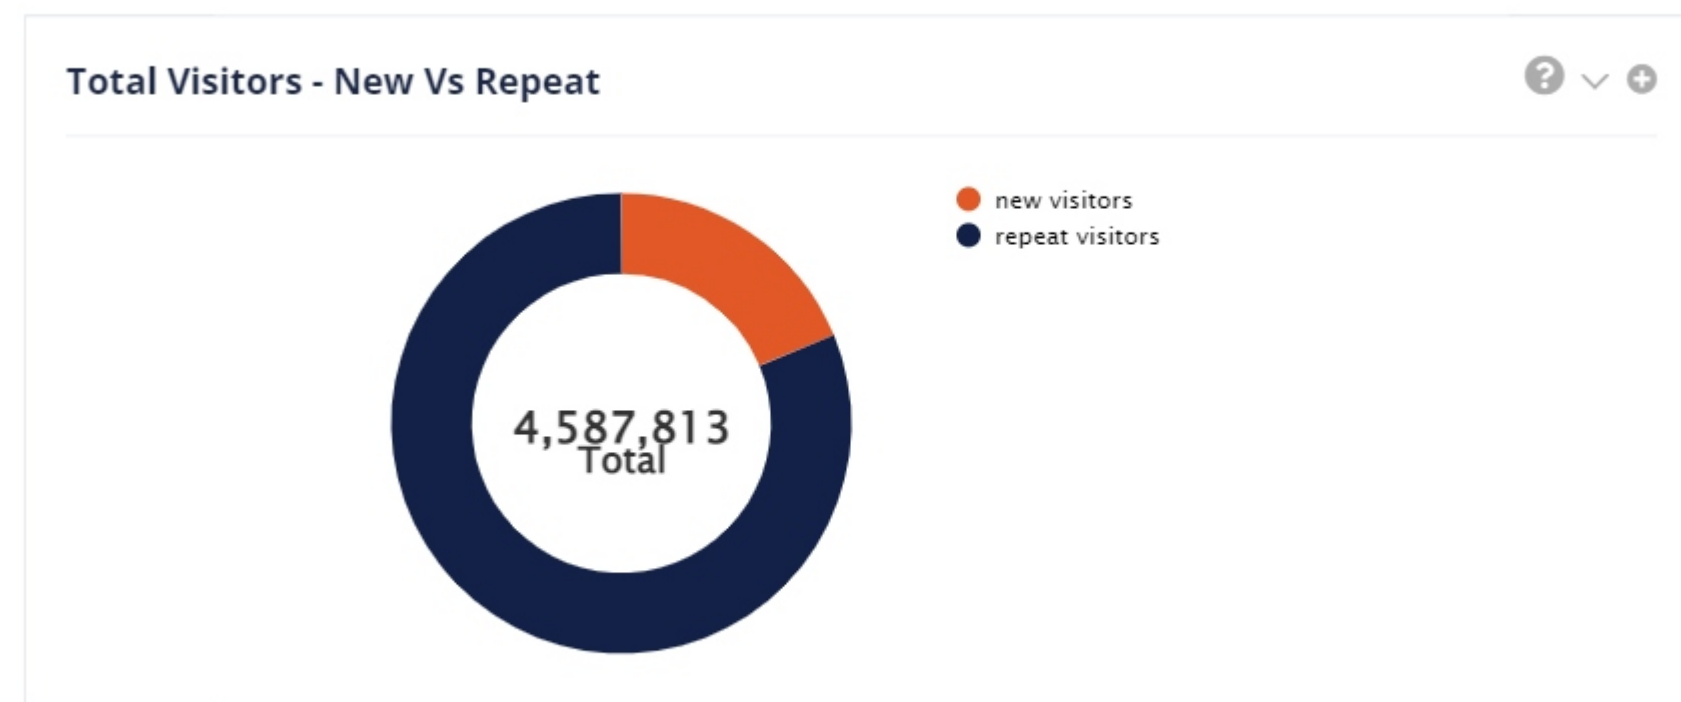 Total Visitors - New Vs Repeat
new visitors
repeat visitors
4,587,813
Total